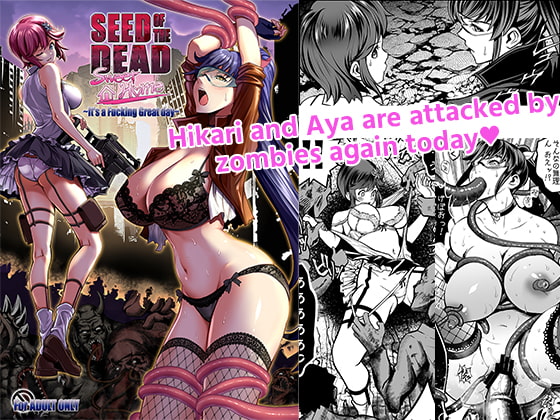 SEED
OF THE
DEAD
Sweet
Home
~It's a Fucking Great day~
Hikari and Aya are attacked by
zombies again today♥
FOR ADULT ONLY